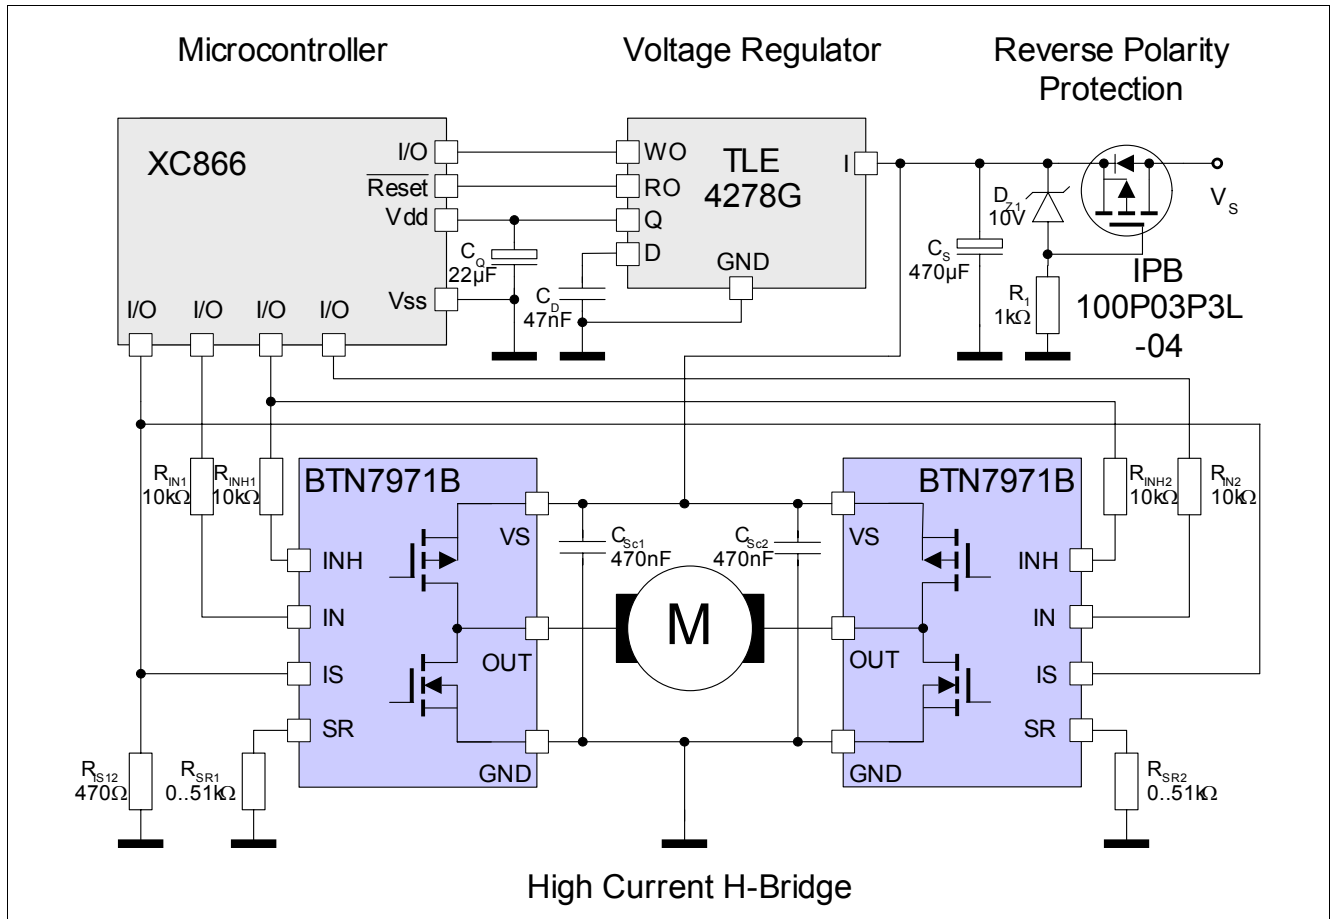 Microcontroller
Voltage Regulator
Reverse Polarity
Protection
XC866
I/O
Reset
Vdd
Vss
I/O
I/O
I/O
I/O
WO
RO
Q
D
TLE
4278G
I
GND
C_Q
22µF
C_D
47nF
C_S
470µF
D_Z1
10V
R_1
1kΩ
V_S
IPB
100P03P3L
-04
R_IN1
10kΩ
R_INH1
10kΩ
BTN7971B
VS
INH
IN
IS
SR
OUT
GND
C_Sc1
470nF
C_Sc2
470nF
M
BTN7971B
VS
INH
IN
IS
SR
OUT
GND
R_INH2
10kΩ
R_IN2
10kΩ
R_IS12
470Ω
R_SR1
0..51kΩ
R_SR2
0..51kΩ
High Current H-Bridge